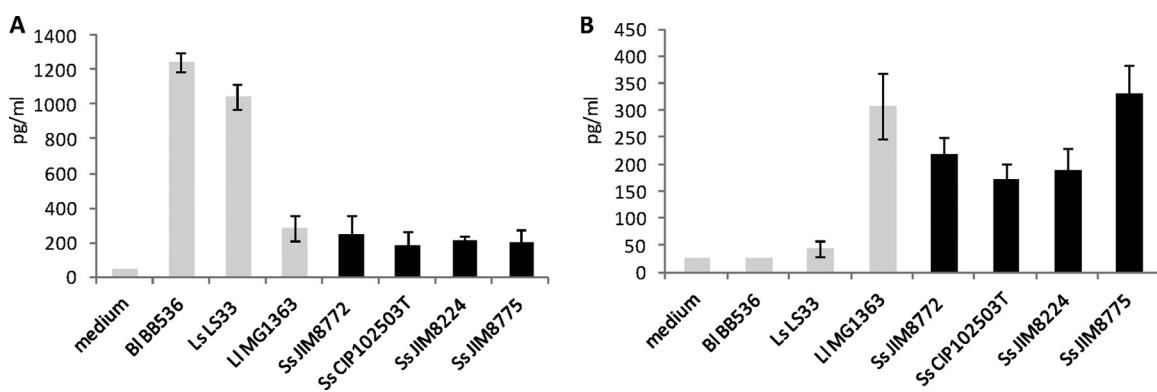 A
pg/ml
1400
1200
1000
800
600
400
200
0
medium
Bl BB536
Ls LS33
Ll MG1363
Ss JIM8772
Ss CIP102503T
Ss JIM8224
Ss JIM8775
B
pg/ml
450
400
350
300
250
200
150
100
50
0
medium
Bl BB536
Ls LS33
Ll MG1363
Ss JIM8772
Ss CIP102503T
Ss JIM8224
Ss JIM8775